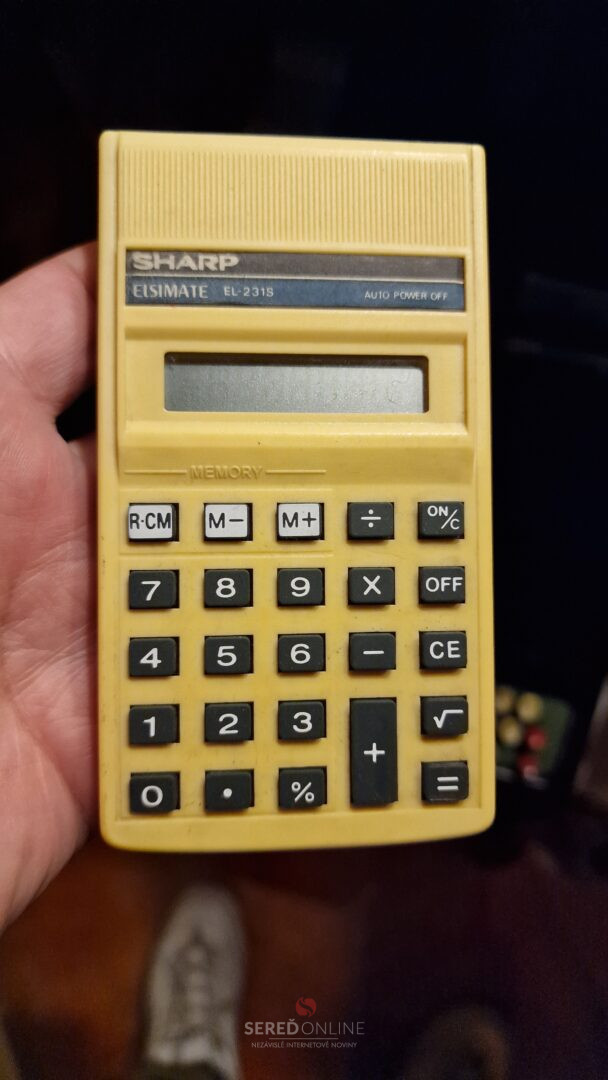 SHARP
ELSIMATE EL-231S AUTO POWER OFF
MEMORY
R·CM M− M+ ÷ ON/C
7 8 9 X OFF
4 5 6 − CE
1 2 3 + √
0 . % =
SEREĎONLINE
NEZÁVISLÉ INTERNETOVÉ NOVINY